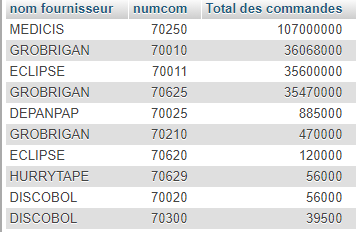 nom fournisseur numcom Total des commandes
MEDICIS 70250 107000000
GROBRIGAN 70010 36068000
ECLIPSE 70011 35600000
GROBRIGAN 70625 35470000
DEPANPAP 70025 885000
GROBRIGAN 70210 470000
ECLIPSE 70620 120000
HURRYTAPE 70629 56000
DISCOBOL 70020 56000
DISCOBOL 70300 39500